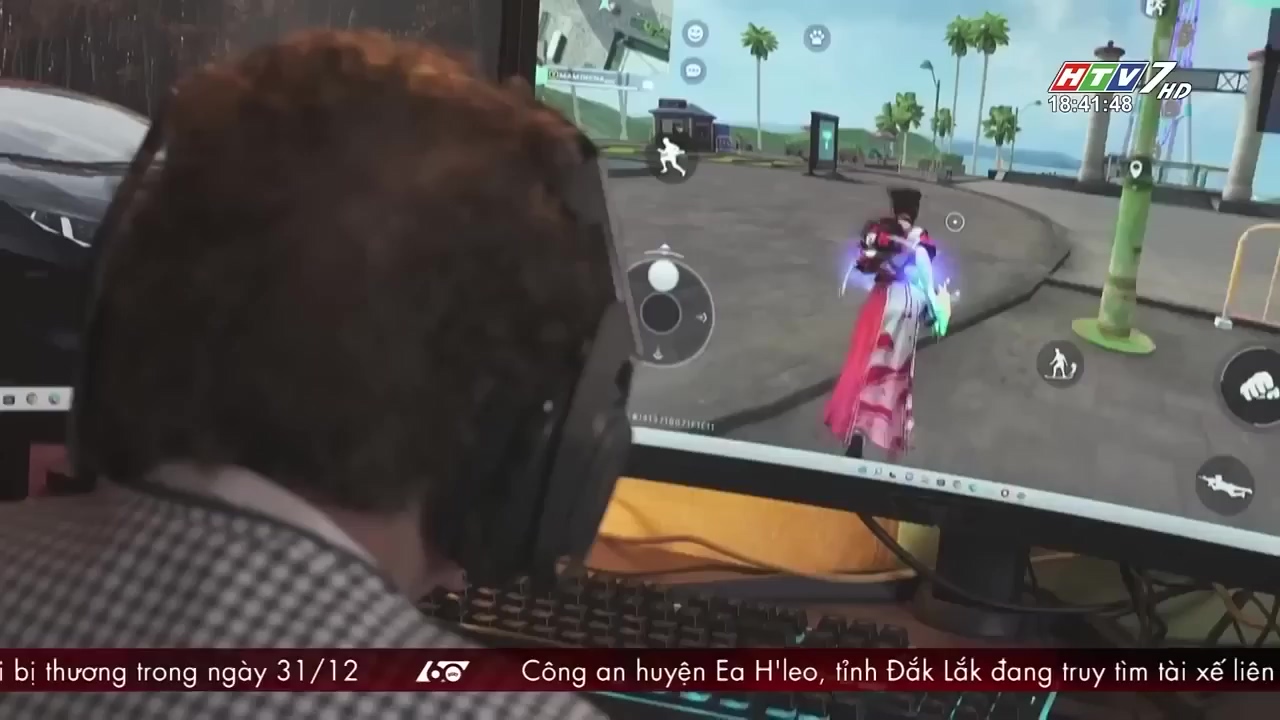 HTV7 HD
18:41:48
i bị thương trong ngày 31/12 60 Công an huyện Ea H'leo, tỉnh Đắk Lắk đang truy tìm tài xế liên